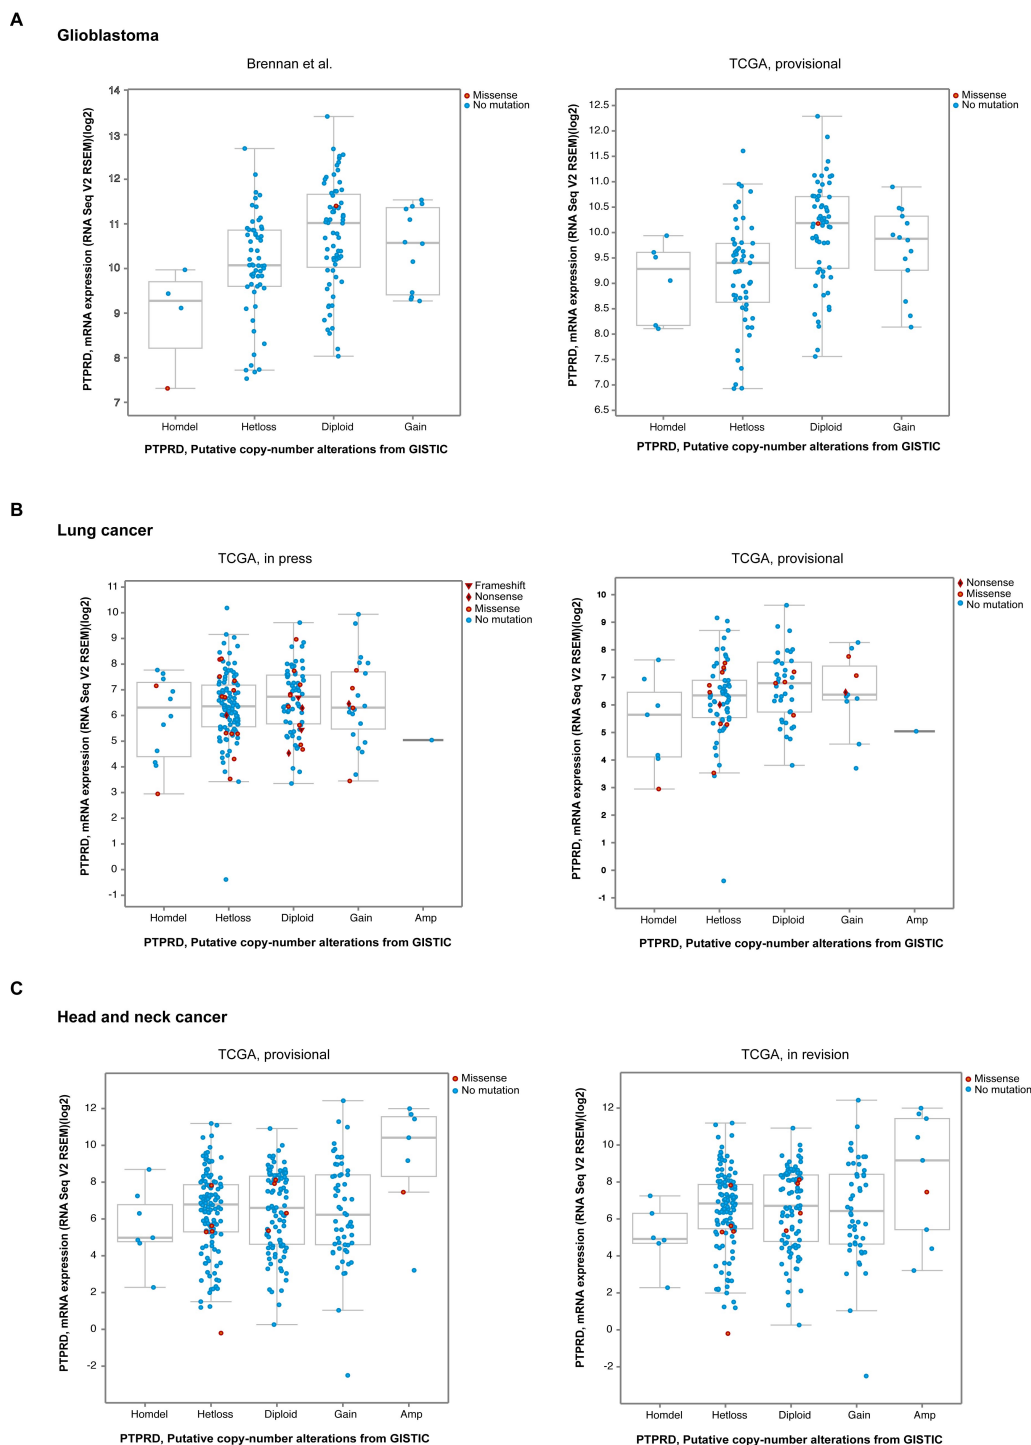 A
Glioblastoma
Brennan et al.
PTPRD, mRNA expression (RNA Seq V2 RSEM)(log2)
14
13
12
11
10
9
8
7
Missense
No mutation
Homdel Hetloss Diploid Gain
PTPRD, Putative copy-number alterations from GISTIC
TCGA, provisional
PTPRD, mRNA expression (RNA Seq V2 RSEM)(log2)
12.5
12.0
11.5
11.0
10.5
10.0
9.5
9.0
8.5
8.0
7.5
7.0
6.5
Missense
No mutation
Homdel Hetloss Diploid Gain
PTPRD, Putative copy-number alterations from GISTIC
B
Lung cancer
TCGA, in press
PTPRD, mRNA expression (RNA Seq V2 RSEM)(log2)
11
10
9
8
7
6
5
4
3
2
1
0
-1
Frameshift
Nonsense
Missense
No mutation
Homdel Hetloss Diploid Gain Amp
PTPRD, Putative copy-number alterations from GISTIC
TCGA, provisional
PTPRD, mRNA expression (RNA Seq V2 RSEM)(log2)
10
9
8
7
6
5
4
3
2
1
0
-1
Nonsense
Missense
No mutation
Homdel Hetloss Diploid Gain Amp
PTPRD, Putative copy-number alterations from GISTIC
C
Head and neck cancer
TCGA, provisional
PTPRD, mRNA expression (RNA Seq V2 RSEM)(log2)
12
10
8
6
4
2
0
-2
Missense
No mutation
Homdel Hetloss Diploid Gain Amp
PTPRD, Putative copy-number alterations from GISTIC
TCGA, in revision
PTPRD, mRNA expression (RNA Seq V2 RSEM)(log2)
12
10
8
6
4
2
0
-2
Missense
No mutation
Homdel Hetloss Diploid Gain Amp
PTPRD, Putative copy-number alterations from GISTIC